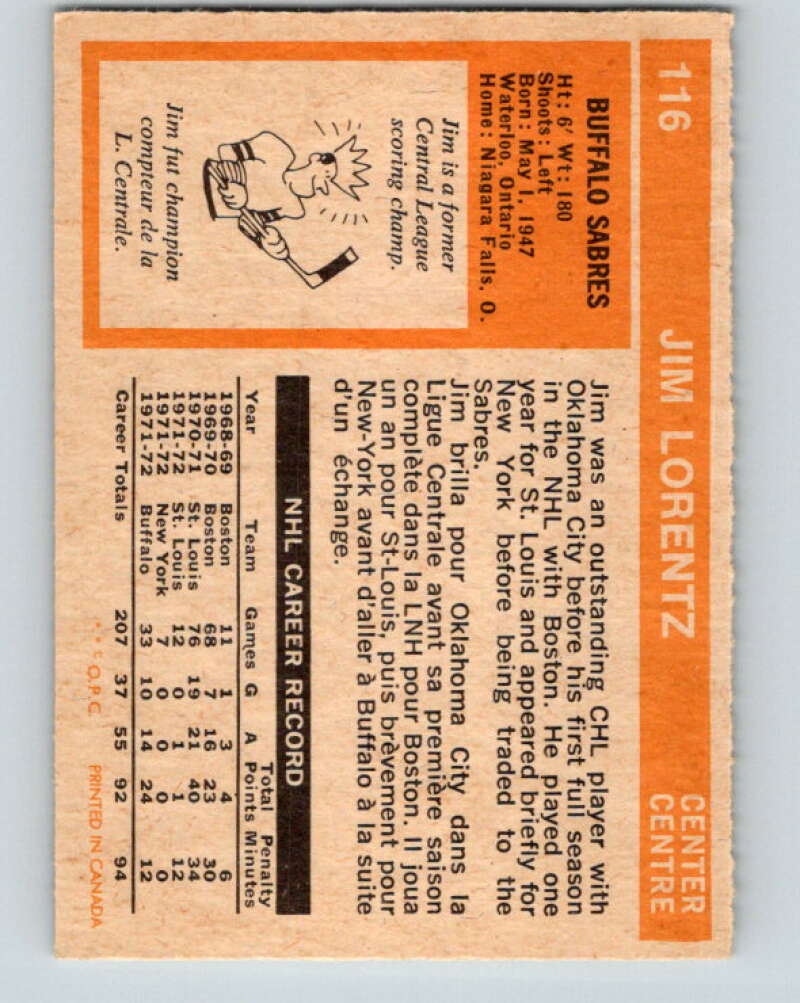 116 JIM LORENTZ CENTER
CENTRE
BUFFALO SABRES
Ht: 6' Wt: 180
Shoots: Left
Born: May 1, 1947
Waterloo, Ontario
Home: Niagara Falls, O.
Jim is a former
Central League
scoring champ.
Jim fut champion
compteur de la
L. Centrale.
Jim was an outstanding CHL player with
Oklahoma City before his first full season
in the NHL with Boston. He played one
year for St. Louis and appeared briefly for
New York before being traded to the
Sabres.
Jim brilla pour Oklahoma City dans la
Ligue Centrale avant sa première saison
complète dans la LNH pour Boston. Il joua
un an pour St-Louis, puis brèvement pour
New-York avant d'aller à Buffalo à la suite
d'un échange.
NHL CAREER RECORD
Total Penalty
Year Team Games G A Points Minutes
1968-69 Boston 11 1 3 4 6
1969-70 Boston 68 7 16 23 30
1970-71 St. Louis 76 19 21 40 34
1971-72 St. Louis 12 0 1 1 12
1971-72 New York 7 0 0 0 0
1971-72 Buffalo 33 10 14 24 12
Career Totals 207 37 55 92 94
** © O.P.C. PRINTED IN CANADA